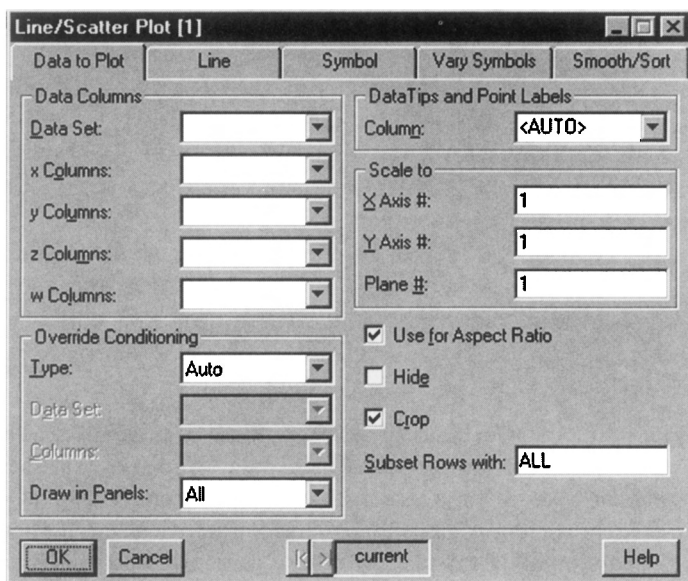 Line/Scatter Plot [1]
Data to Plot
Line
Symbol
Vary Symbols
Smooth/Sort
Data Columns
Data Set:
x Columns:
y Columns:
z Columns:
w Columns:
Override Conditioning
Type: Auto
Data Set:
Columns:
Draw in Panels: All
DataTips and Point Labels
Column: <AUTO>
Scale to
X Axis #: 1
Y Axis #: 1
Plane #: 1
Use for Aspect Ratio
Hide
Crop
Subset Rows with: ALL
OK
Cancel
current
Help